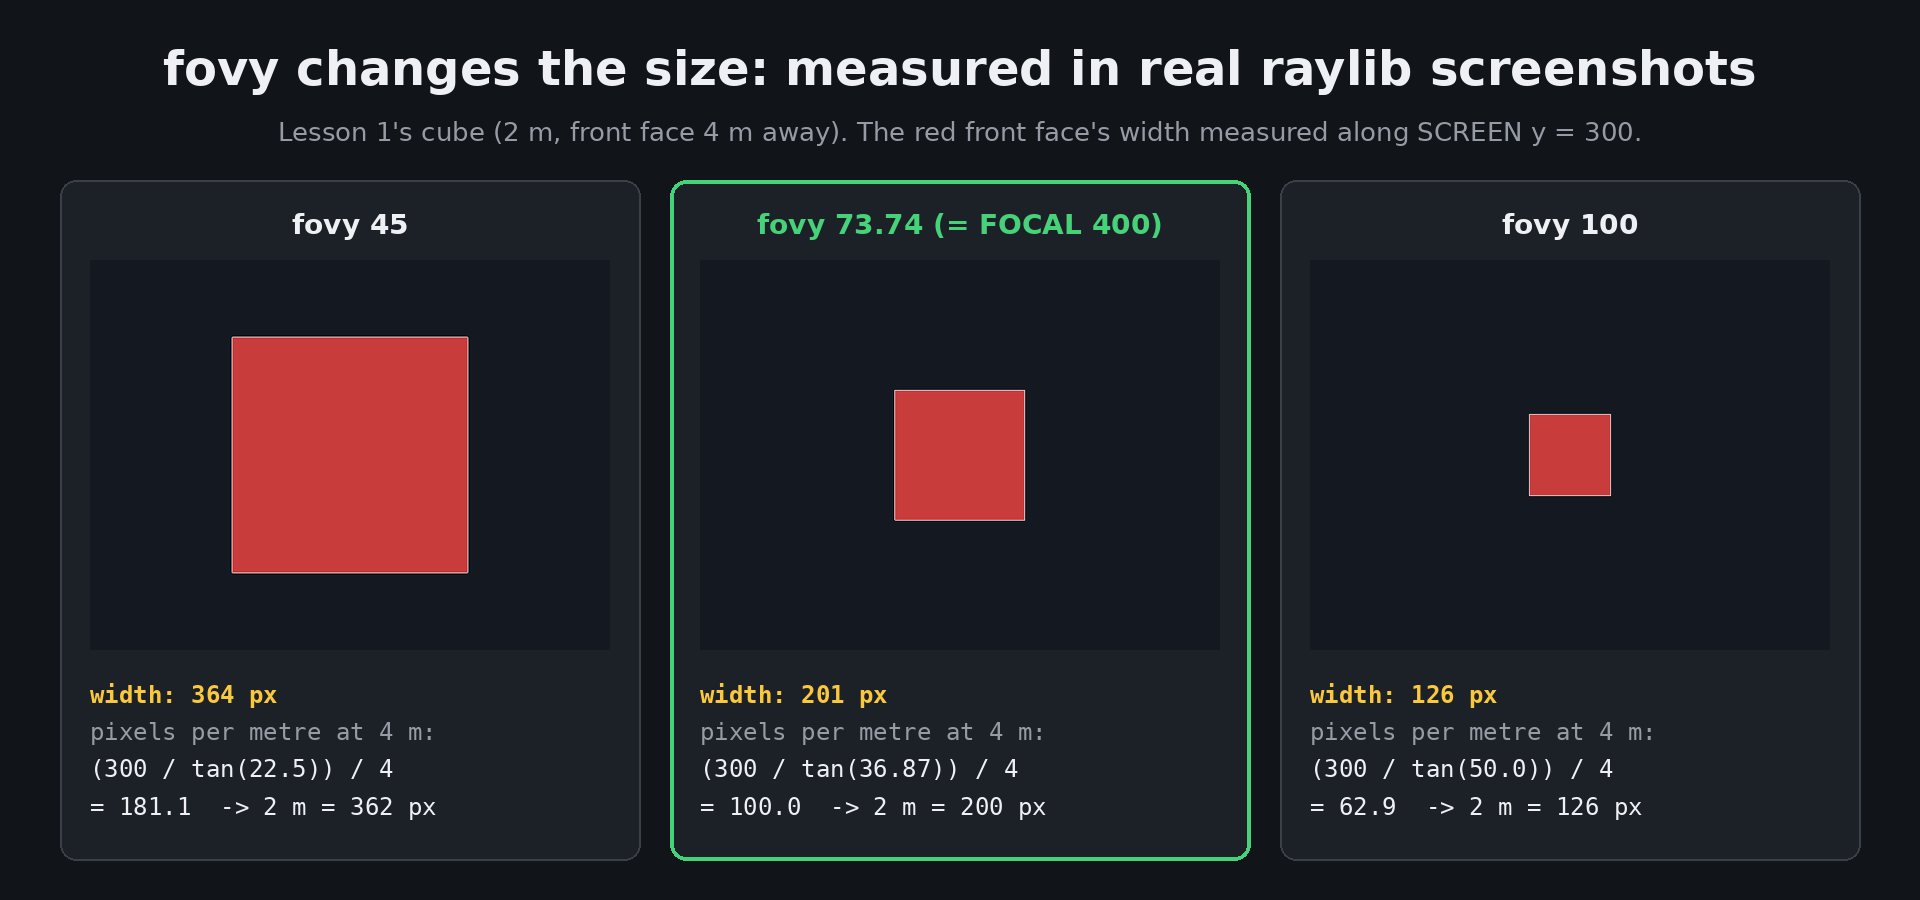 fovy changes the size: measured in real raylib screenshots
Lesson 1's cube (2 m, front face 4 m away). The red front face's width measured along SCREEN y = 300.
fovy 45
width: 364 px
pixels per metre at 4 m:
(300 / tan(22.5)) / 4
= 181.1  -> 2 m = 362 px
fovy 73.74 (= FOCAL 400)
width: 201 px
pixels per metre at 4 m:
(300 / tan(36.87)) / 4
= 100.0  -> 2 m = 200 px
fovy 100
width: 126 px
pixels per metre at 4 m:
(300 / tan(50.0)) / 4
= 62.9  -> 2 m = 126 px